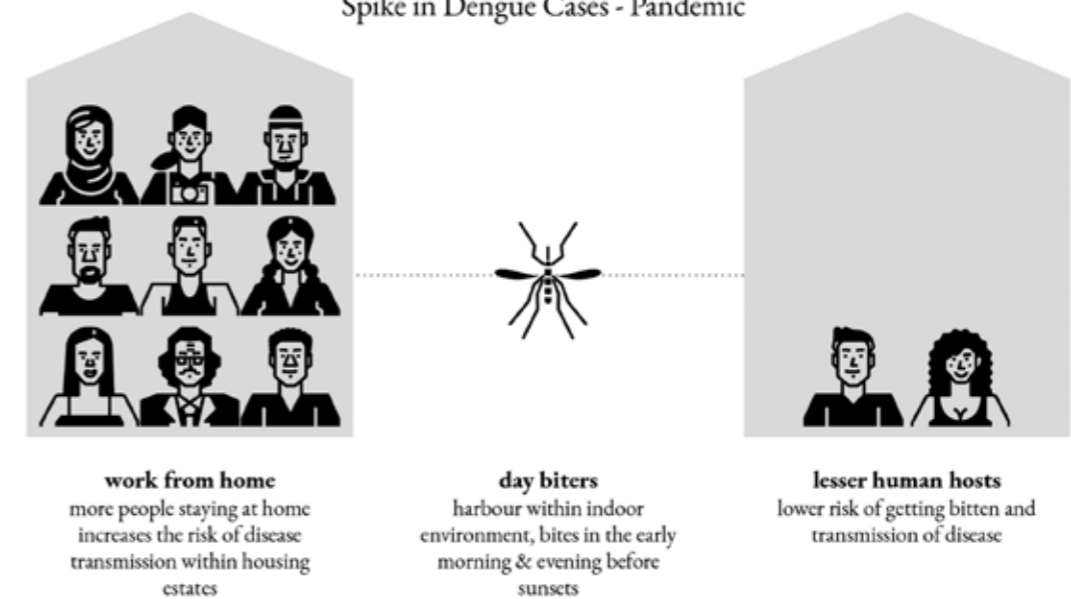 Spike in Dengue Cases - Pandemic
work from home
more people staying at home
increases the risk of disease
transmission within housing
estates
day biters
harbour within indoor
environment, bites in the early
morning & evening before
sunsets
lesser human hosts
lower risk of getting bitten and
transmission of disease